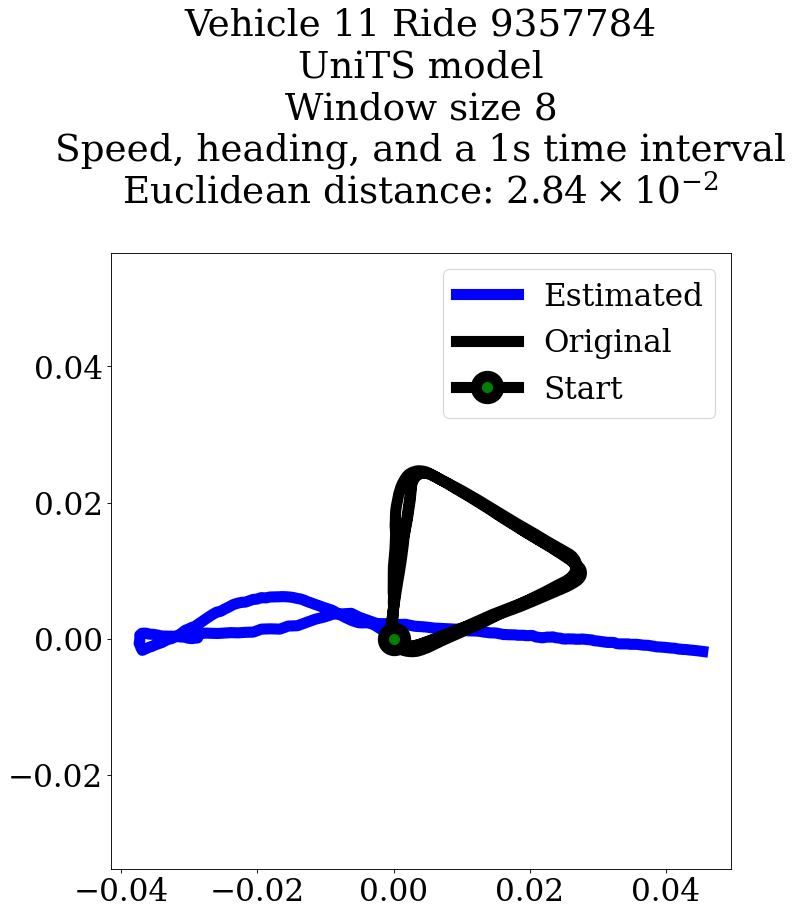 Vehicle 11 Ride 9357784
UniTS model
Window size 8
Speed, heading, and a 1s time interval
Euclidean distance: 2.84 × 10⁻²
Estimated
Original
Start
0.04
0.02
0.00
−0.02
−0.04 −0.02 0.00 0.02 0.04